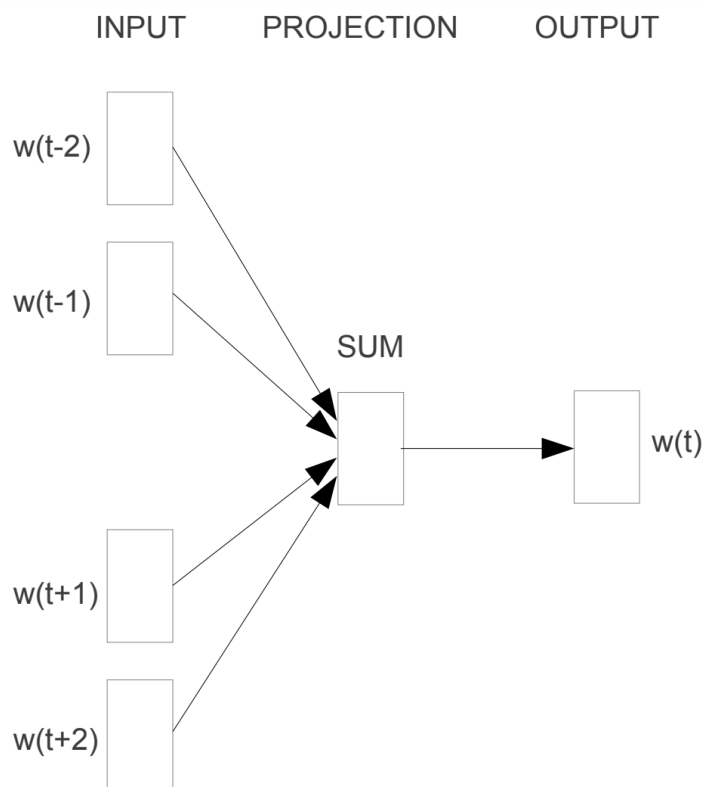 INPUT PROJECTION OUTPUT
w(t-2)
w(t-1)
SUM
w(t)
w(t+1)
w(t+2)